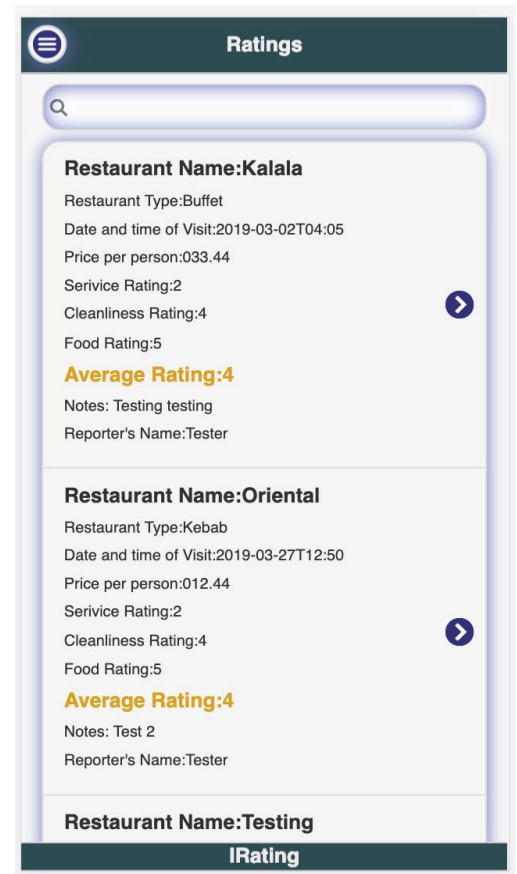 Ratings
Restaurant Name:Kalala
Restaurant Type:Buffet
Date and time of Visit:2019-03-02T04:05
Price per person:033.44
Serivice Rating:2
Cleanliness Rating:4
Food Rating:5
Average Rating:4
Notes: Testing testing
Reporter's Name:Tester
Restaurant Name:Oriental
Restaurant Type:Kebab
Date and time of Visit:2019-03-27T12:50
Price per person:012.44
Serivice Rating:2
Cleanliness Rating:4
Food Rating:5
Average Rating:4
Notes: Test 2
Reporter's Name:Tester
Restaurant Name:Testing
IRating